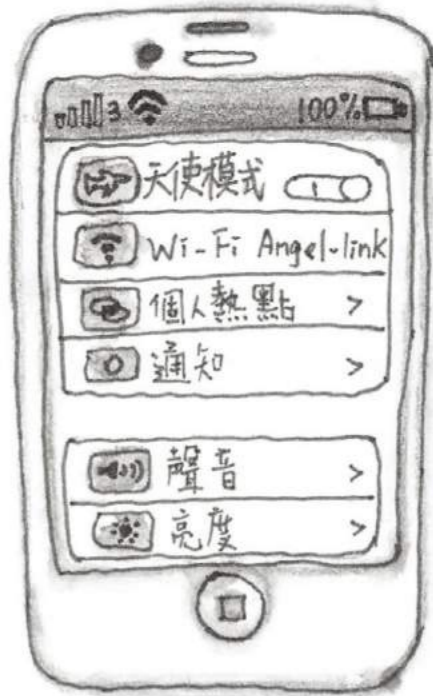 3 100%
天使模式
Wi-Fi Angel-link
個人熱點 >
通知 >
聲音 >
亮度 >